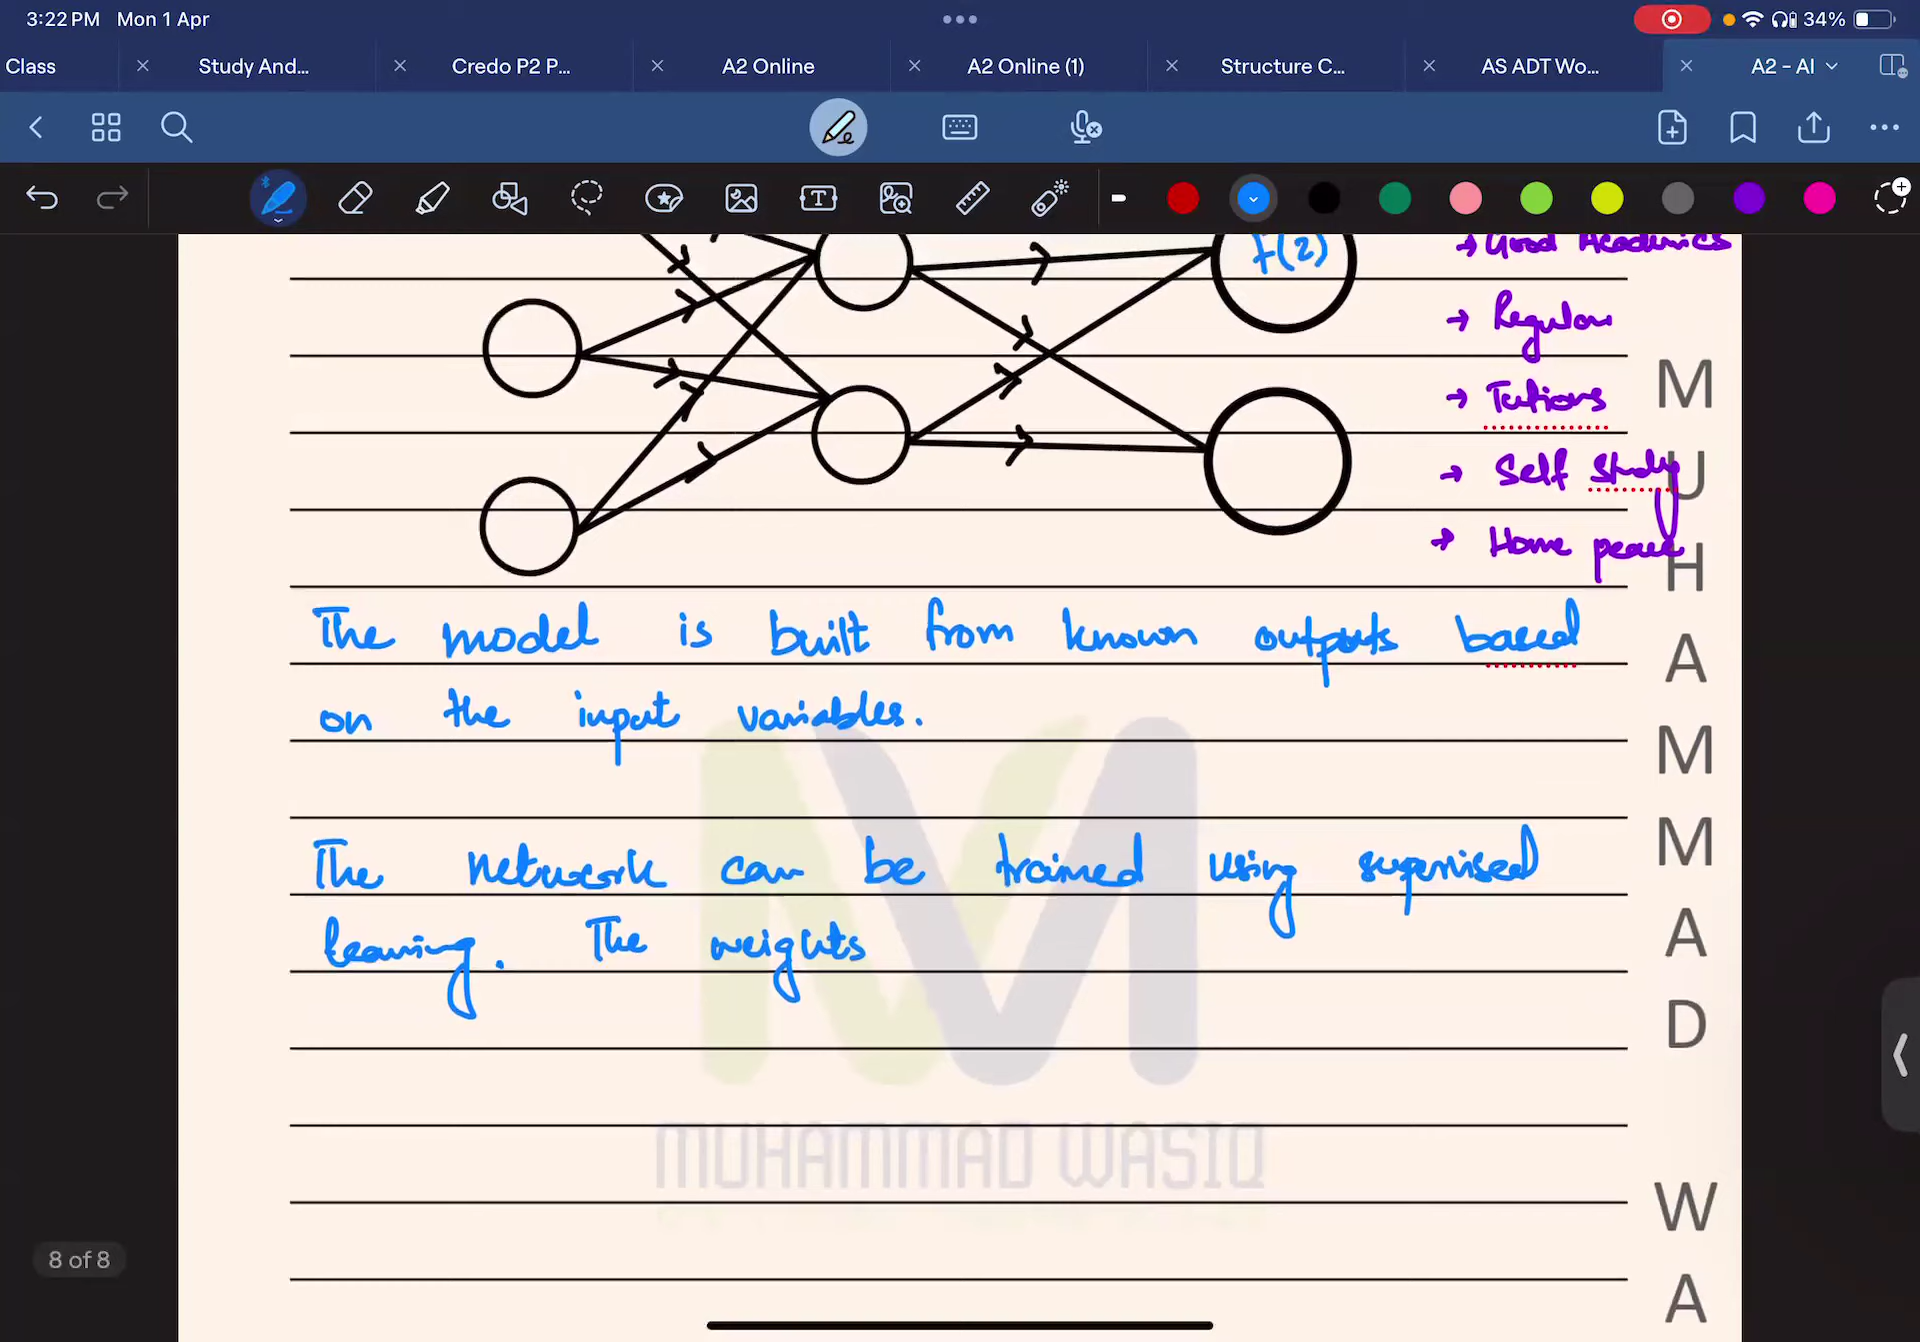 3:22 PM Mon 1 Apr 34%
Class Study And... Credo P2 P... A2 Online A2 Online (1) Structure C... AS ADT Wo... A2 - AI
f(2)
→ Good Academics
→ Regular
→ Tutions
→ Self Study
→ Home peace
The model is built from known outputs based
on the input variables.
The network can be trained using supervised
learning. The weights
MUHAMMAD WASIQ
8 of 8
M
U
H
A
M
M
A
D
W
A